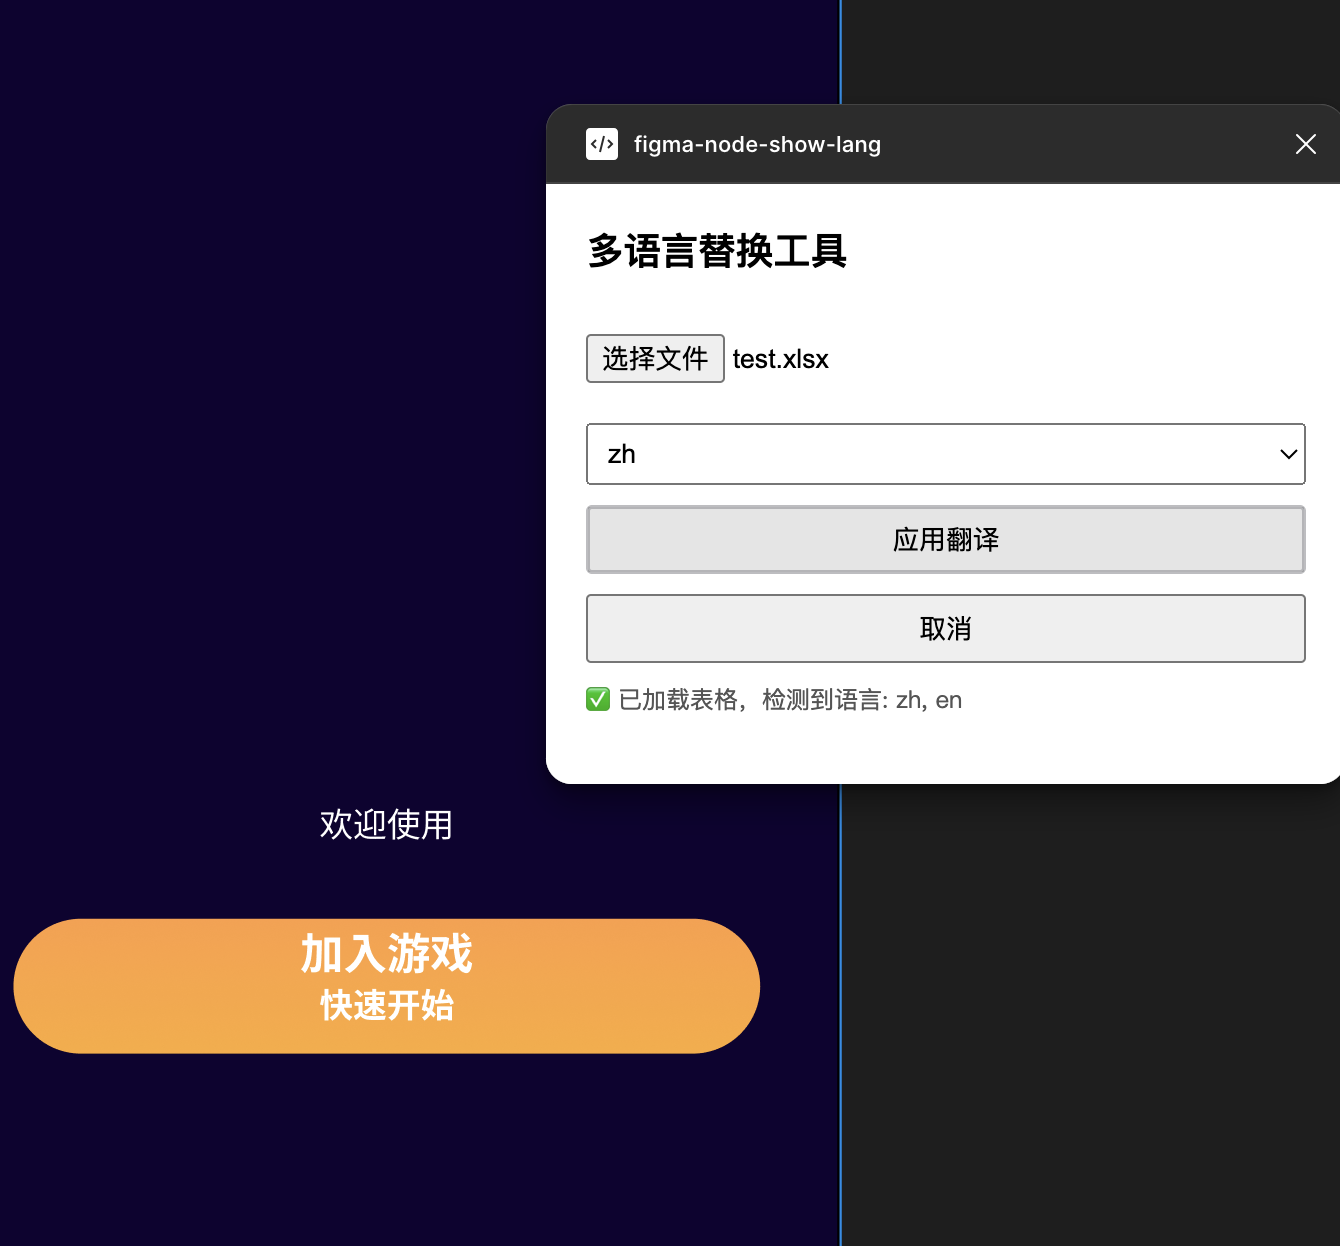 figma-node-show-lang
多语言替换工具
选择文件 test.xlsx
zh
应用翻译
取消
✅ 已加载表格，检测到语言: zh, en
欢迎使用
加入游戏
快速开始